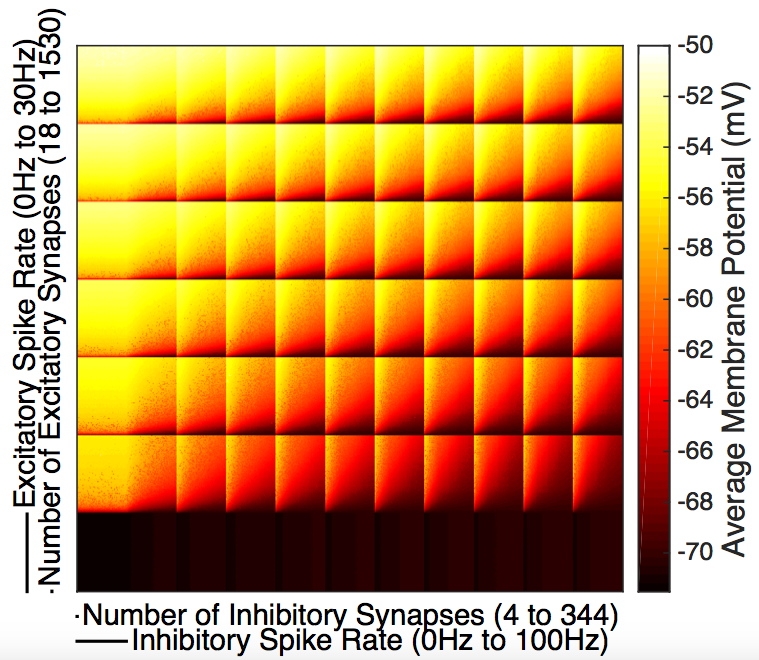 Excitatory Spike Rate (0Hz to 30Hz)
·Number of Excitatory Synapses (18 to 1530)
-50
-52
-54
-56
-58
-60
-62
-64
-66
-68
-70
Average Membrane Potential (mV)
·Number of Inhibitory Synapses (4 to 344)
Inhibitory Spike Rate (0Hz to 100Hz)